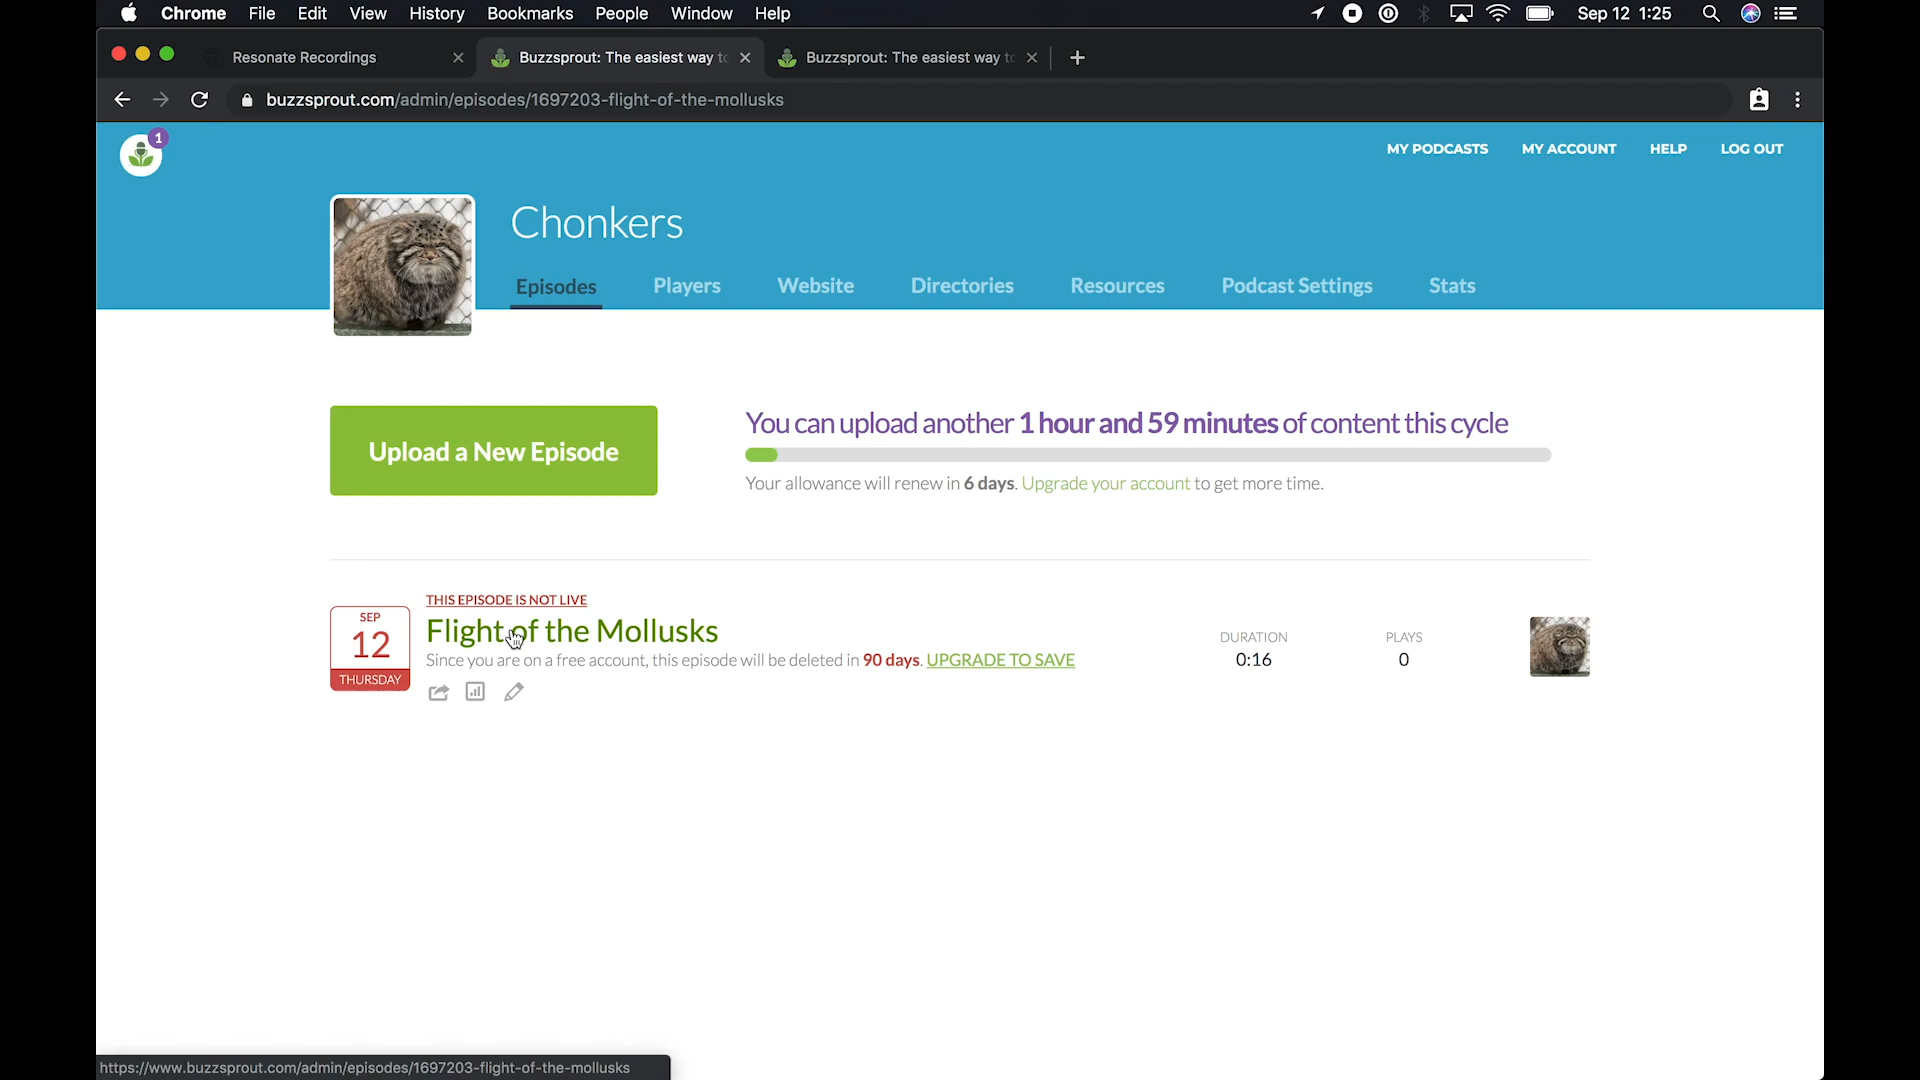 Chrome File Edit View History Bookmarks People Window Help Sep 12 1:25
Resonate Recordings Buzzsprout: The easiest way to Buzzsprout: The easiest way to
buzzsprout.com/admin/episodes/1697203-flight-of-the-mollusks
1
MY PODCASTS MY ACCOUNT HELP LOG OUT
Chonkers
Episodes Players Website Directories Resources Podcast Settings Stats
Upload a New Episode
You can upload another 1 hour and 59 minutes of content this cycle
Your allowance will renew in 6 days. Upgrade your account to get more time.
SEP
12
THURSDAY
THIS EPISODE IS NOT LIVE
Flight of the Mollusks
Since you are on a free account, this episode will be deleted in 90 days. UPGRADE TO SAVE
DURATION
0:16
PLAYS
0
https://www.buzzsprout.com/admin/episodes/1697203-flight-of-the-mollusks